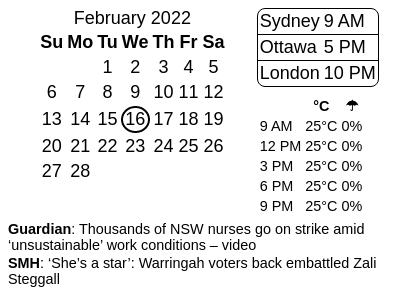 February 2022
Su Mo Tu We Th Fr Sa
1 2 3 4 5
6 7 8 9 10 11 12
13 14 15 16 17 18 19
20 21 22 23 24 25 26
27 28
Sydney 9 AM
Ottawa 5 PM
London 10 PM
°C ☂
9 AM 25°C 0%
12 PM 25°C 0%
3 PM 25°C 0%
6 PM 25°C 0%
9 PM 25°C 0%
Guardian: Thousands of NSW nurses go on strike amid
‘unsustainable’ work conditions – video
SMH: ‘She’s a star’: Warringah voters back embattled Zali
Steggall